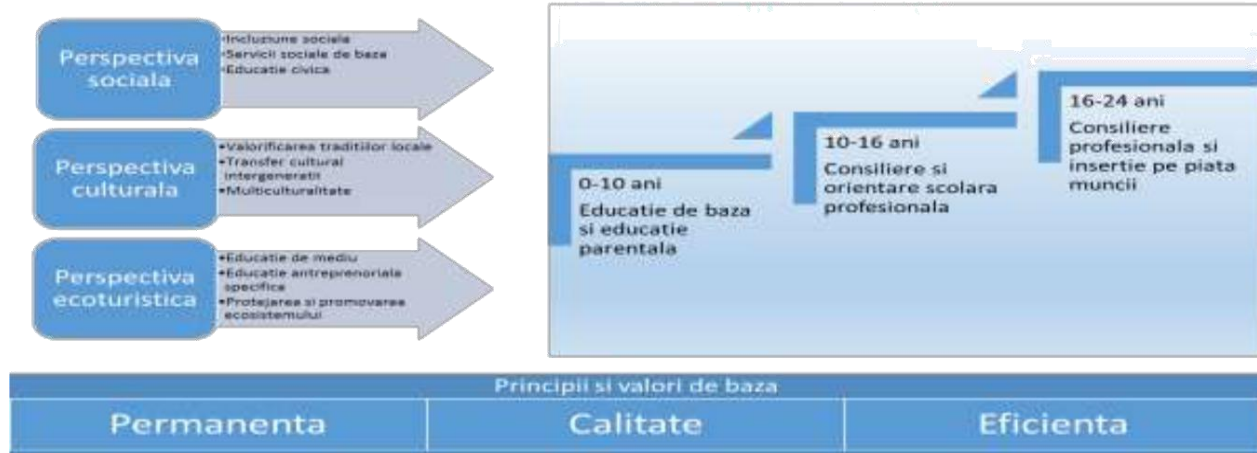 Perspectiva
sociala
•Incluziune sociala
•Servicii sociale de baza
•Educatie civica
Perspectiva
culturala
•Valorificarea traditiilor locale
•Transfer cultural
intergeneratii
•Multiculturalitate
Perspectiva
ecoturistica
•Educatie de mediu
•Educatie antreprenoriala
specifica
•Protejarea si promovarea
ecosistemului
0-10 ani
Educatie de baza
si educatie
parentala
10-16 ani
Consiliere si
orientare scolara
profesionala
16-24 ani
Consiliere
profesionala si
insertie pe piata
muncii
Principii si valori de baza
Permanenta
Calitate
Eficienta